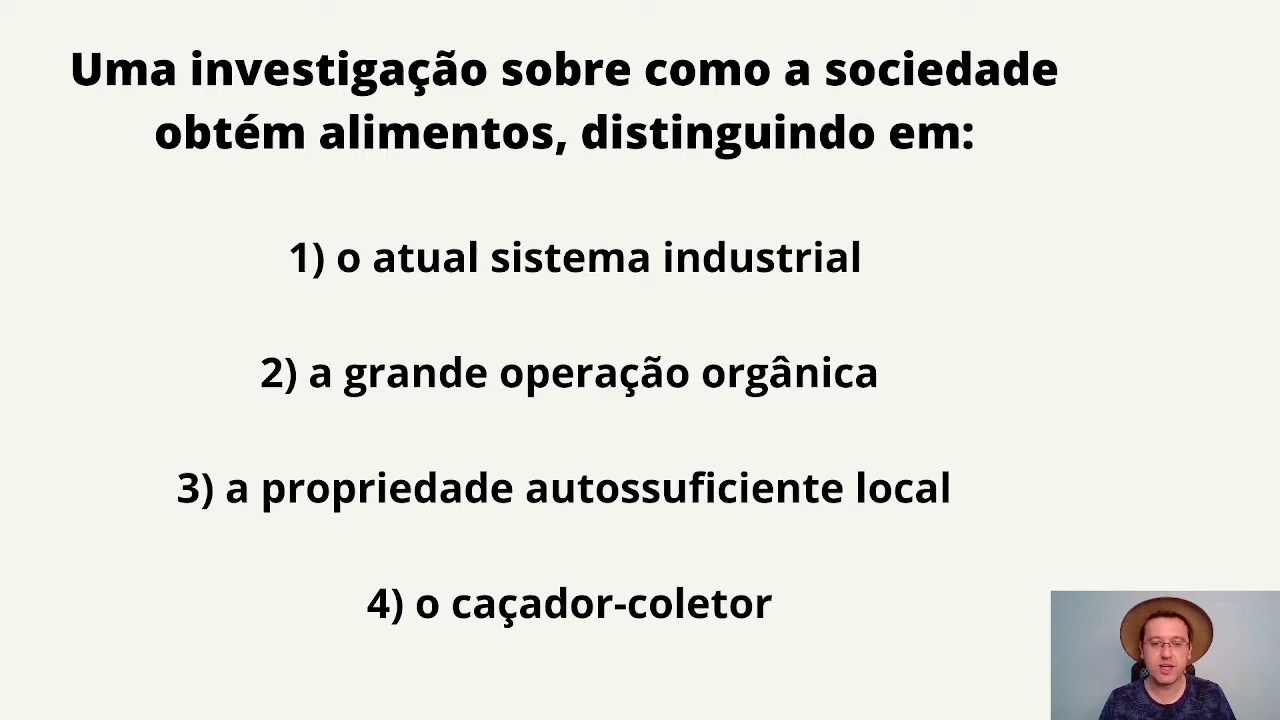 Uma investigação sobre como a sociedade
obtém alimentos, distinguindo em:
1) o atual sistema industrial
2) a grande operação orgânica
3) a propriedade autossuficiente local
4) o caçador-coletor